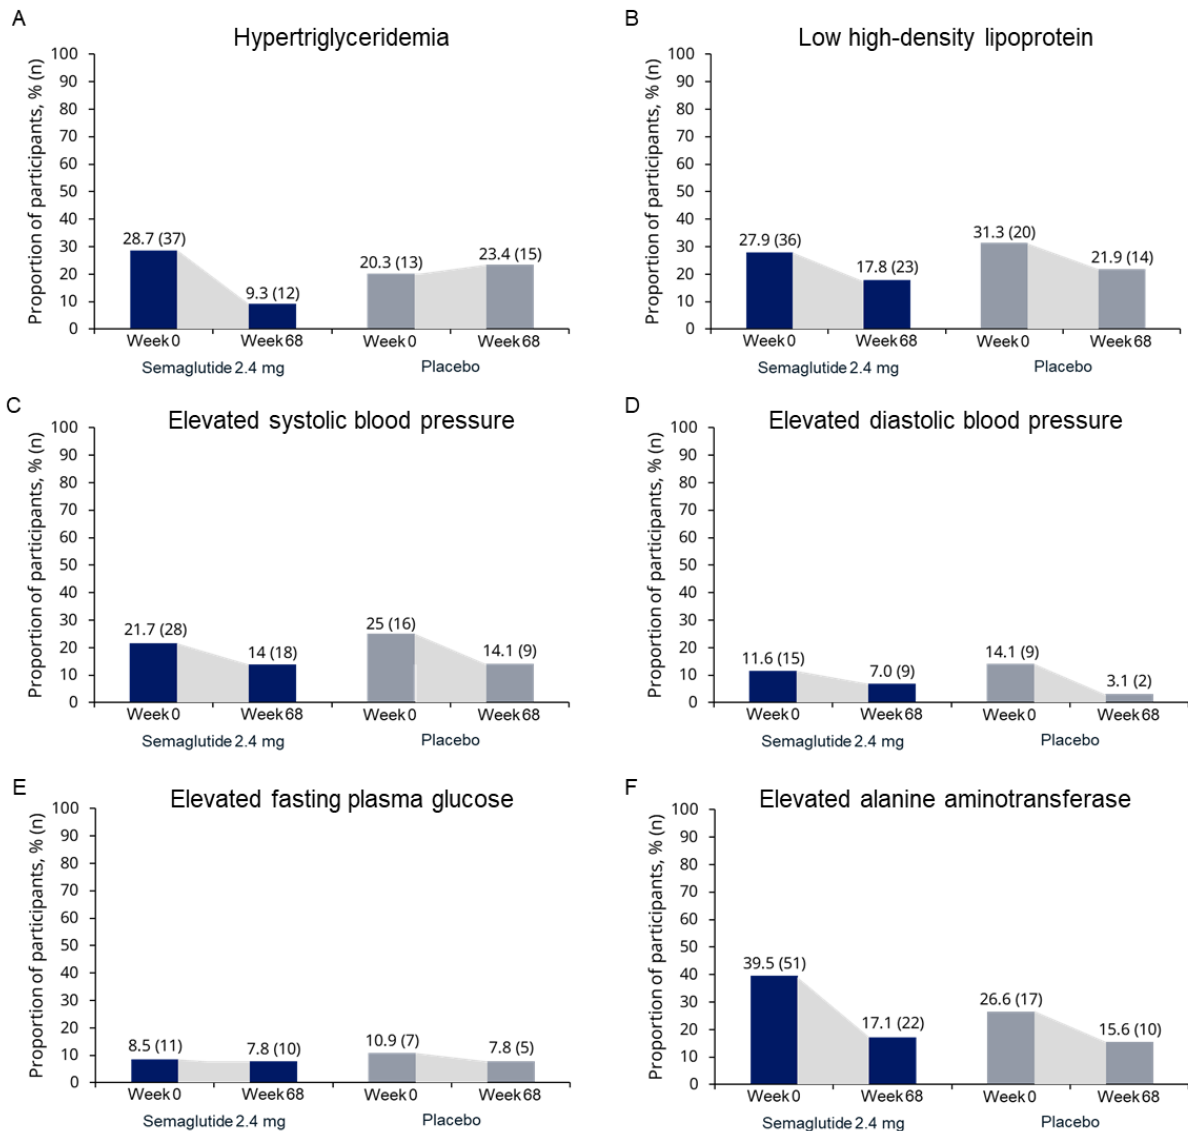 A
Hypertriglyceridemia
Proportion of participants, % (n)
100
90
80
70
60
50
40
30
20
10
0
28.7 (37)
9.3 (12)
20.3 (13)
23.4 (15)
Week 0
Week 68
Week 0
Week 68
Semaglutide 2.4 mg
Placebo
B
Low high-density lipoprotein
Proportion of participants, % (n)
100
90
80
70
60
50
40
30
20
10
0
27.9 (36)
17.8 (23)
31.3 (20)
21.9 (14)
Week 0
Week 68
Week 0
Week 68
Semaglutide 2.4 mg
Placebo
C
Elevated systolic blood pressure
Proportion of participants, % (n)
100
90
80
70
60
50
40
30
20
10
0
21.7 (28)
14 (18)
25 (16)
14.1 (9)
Week 0
Week 68
Week 0
Week 68
Semaglutide 2.4 mg
Placebo
D
Elevated diastolic blood pressure
Proportion of participants, % (n)
100
90
80
70
60
50
40
30
20
10
0
11.6 (15)
7.0 (9)
14.1 (9)
3.1 (2)
Week 0
Week 68
Week 0
Week 68
Semaglutide 2.4 mg
Placebo
E
Elevated fasting plasma glucose
Proportion of participants, % (n)
100
90
80
70
60
50
40
30
20
10
0
8.5 (11)
7.8 (10)
10.9 (7)
7.8 (5)
Week 0
Week 68
Week 0
Week 68
Semaglutide 2.4 mg
Placebo
F
Elevated alanine aminotransferase
Proportion of participants, % (n)
100
90
80
70
60
50
40
30
20
10
0
39.5 (51)
17.1 (22)
26.6 (17)
15.6 (10)
Week 0
Week 68
Week 0
Week 68
Semaglutide 2.4 mg
Placebo